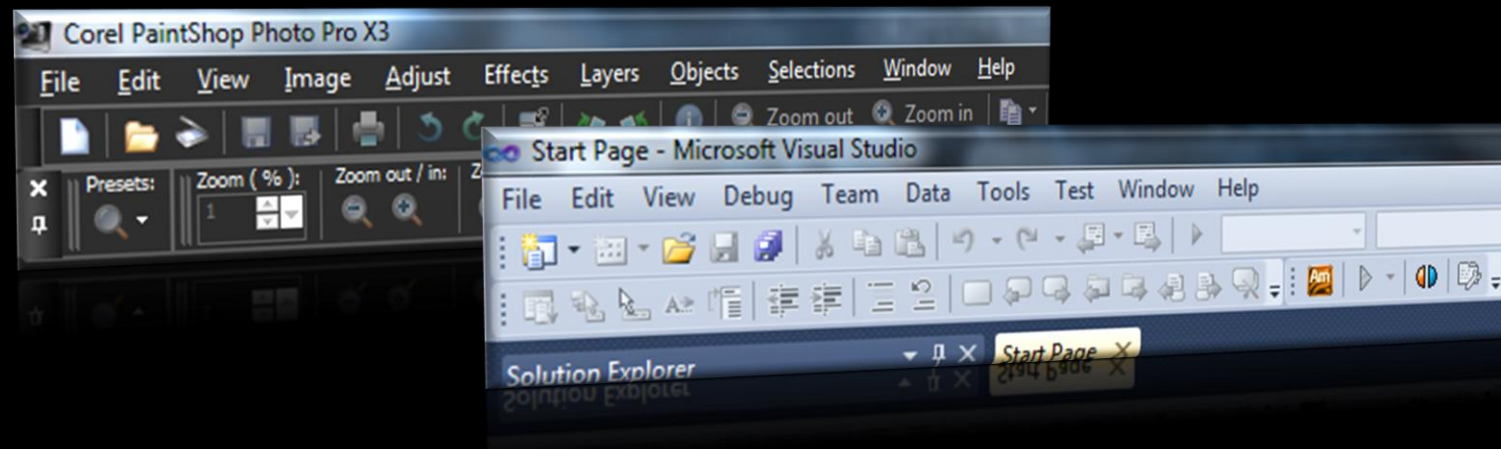 Corel PaintShop Photo Pro X3
File Edit View Image Adjust Effects Layers Objects Selections Window Help
Zoom out Zoom in
Presets: Zoom ( % ): Zoom out / in:
1
Start Page - Microsoft Visual Studio
File Edit View Debug Team Data Tools Test Window Help
Am
Solution Explorer Start Page